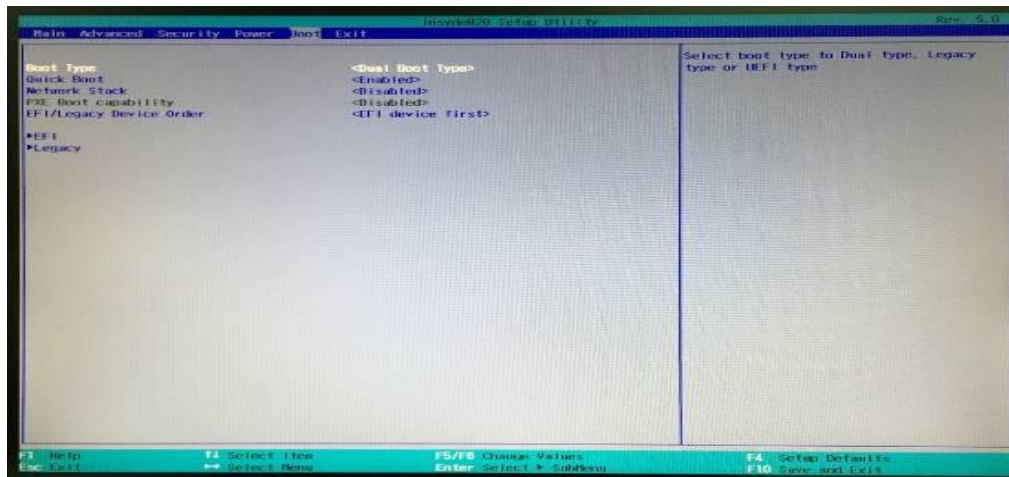 InsydeH20 Setup Utility Rev. 5.0
Main Advanced Security Power Boot Exit
Boot Type <Dual Boot Type>
Quick Boot <Enabled>
Network Stack <Disabled>
PXE Boot capability <Disabled>
EFI/Legacy Device Order <EFI device first>
▶EFI
▶Legacy
Select boot type to Dual type, Legacy
type or UEFI type
F1 Help ↑↓ Select Item F5/F6 Change Values F4 Setup Defaults
Esc Exit ↔ Select Menu Enter Select ▶ SubMenu F10 Save and Exit